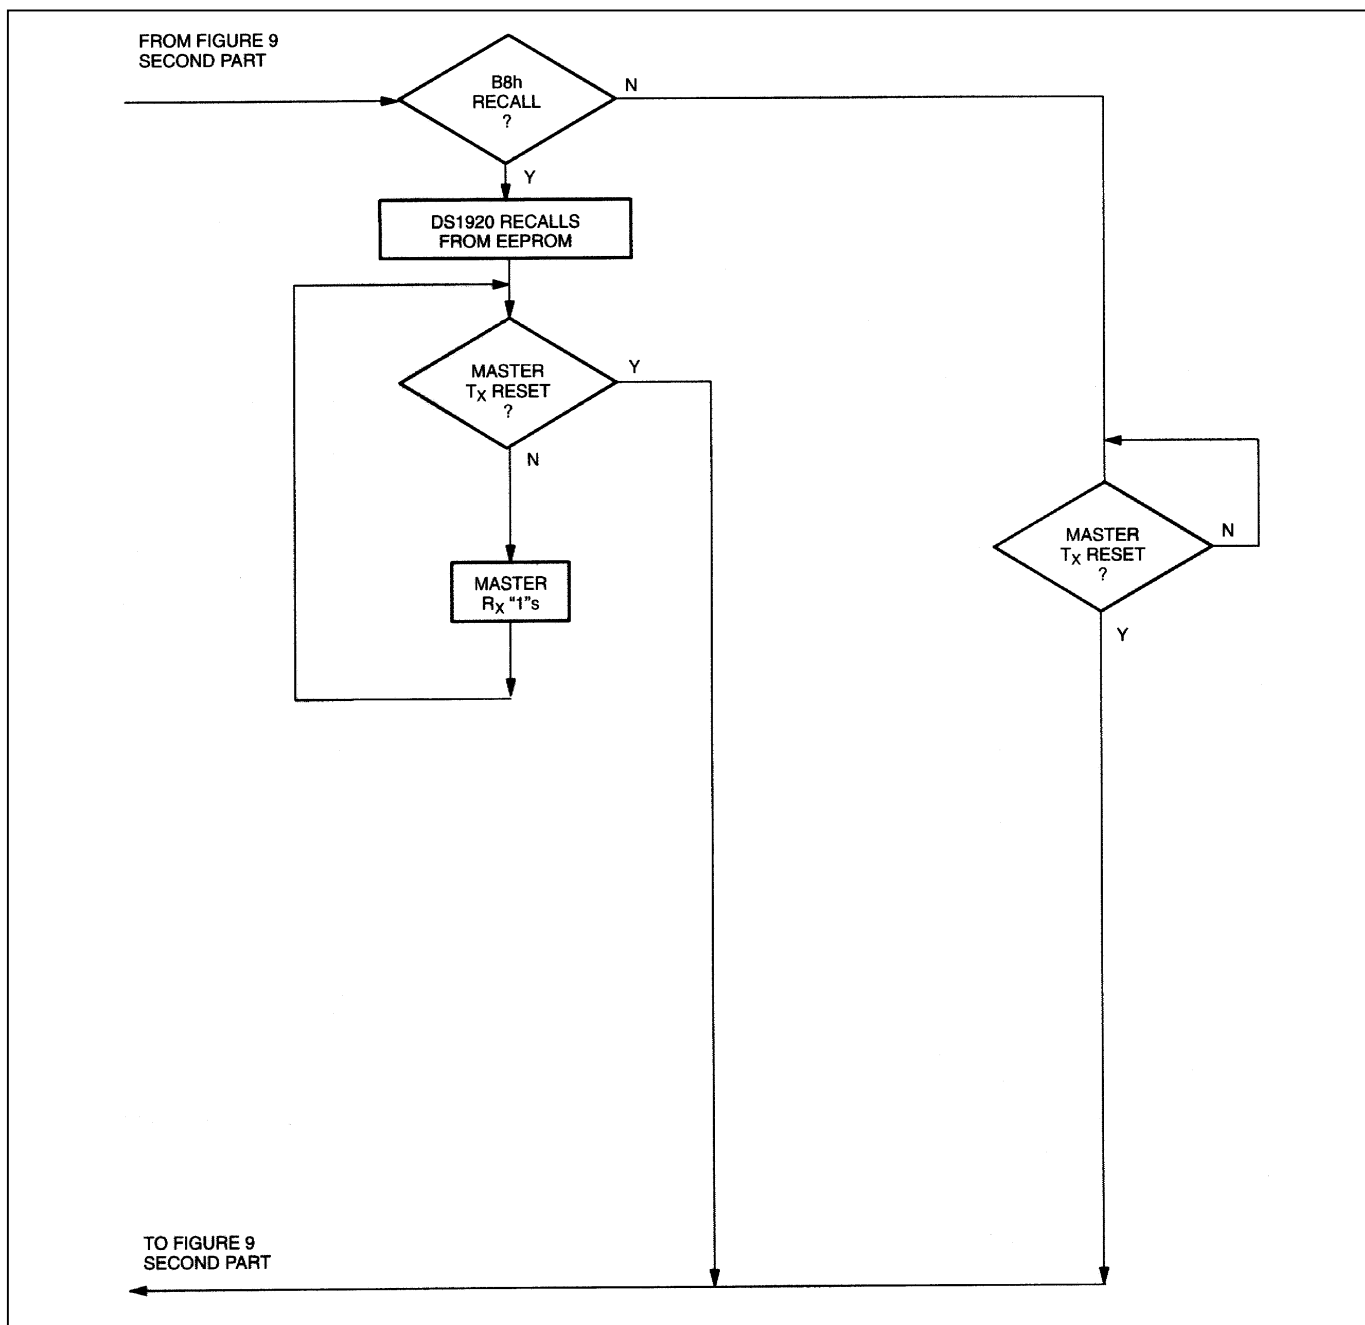 FROM FIGURE 9
SECOND PART
B8h
RECALL
?
N
Y
DS1920 RECALLS
FROM EEPROM
MASTER
TX RESET
?
Y
N
MASTER
RX “1”s
MASTER
TX RESET
?
N
Y
TO FIGURE 9
SECOND PART